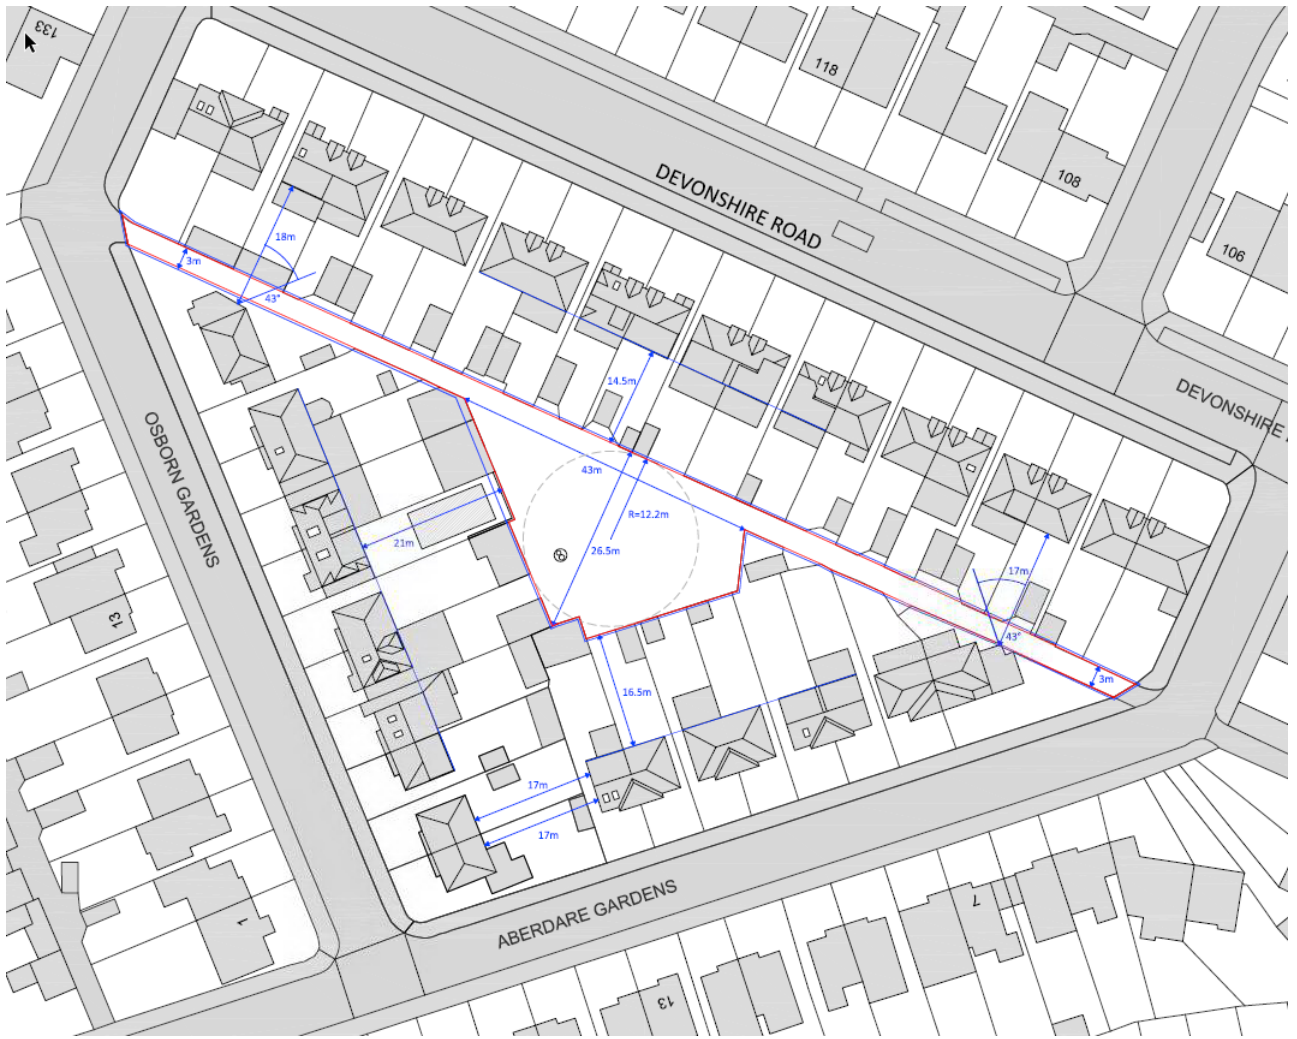 133
118
108
106
DEVONSHIRE ROAD
DEVONSHIRE
18m
3m
43°
14.5m
43m
R=12.2m
26.5m
21m
OSBORN GARDENS
13
17m
43°
3m
16.5m
17m
17m
1
ABERDARE GARDENS
7
13